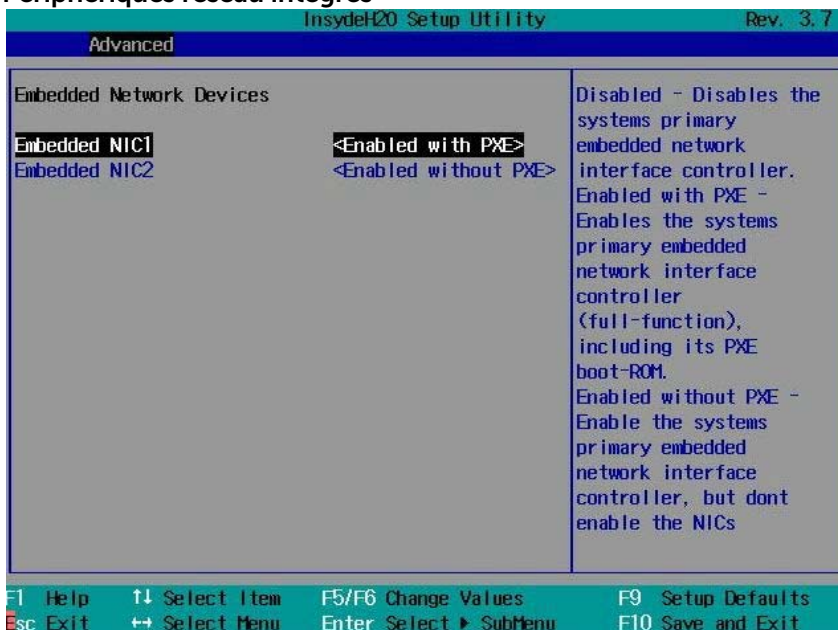 Périphériques réseau intégrés
InsydeH2O Setup Utility Rev. 3.7
Advanced
Embedded Network Devices
Embedded NIC1 <Enabled with PXE>
Embedded NIC2 <Enabled without PXE>
Disabled - Disables the
systems primary
embedded network
interface controller.
Enabled with PXE -
Enables the systems
primary embedded
network interface
controller
(full-function),
including its PXE
boot-ROM.
Enabled without PXE -
Enable the systems
primary embedded
network interface
controller, but dont
enable the NICs
F1 Help ↑↓ Select Item F5/F6 Change Values F9 Setup Defaults
Esc Exit ↔ Select Menu Enter Select ▶ SubMenu F10 Save and Exit